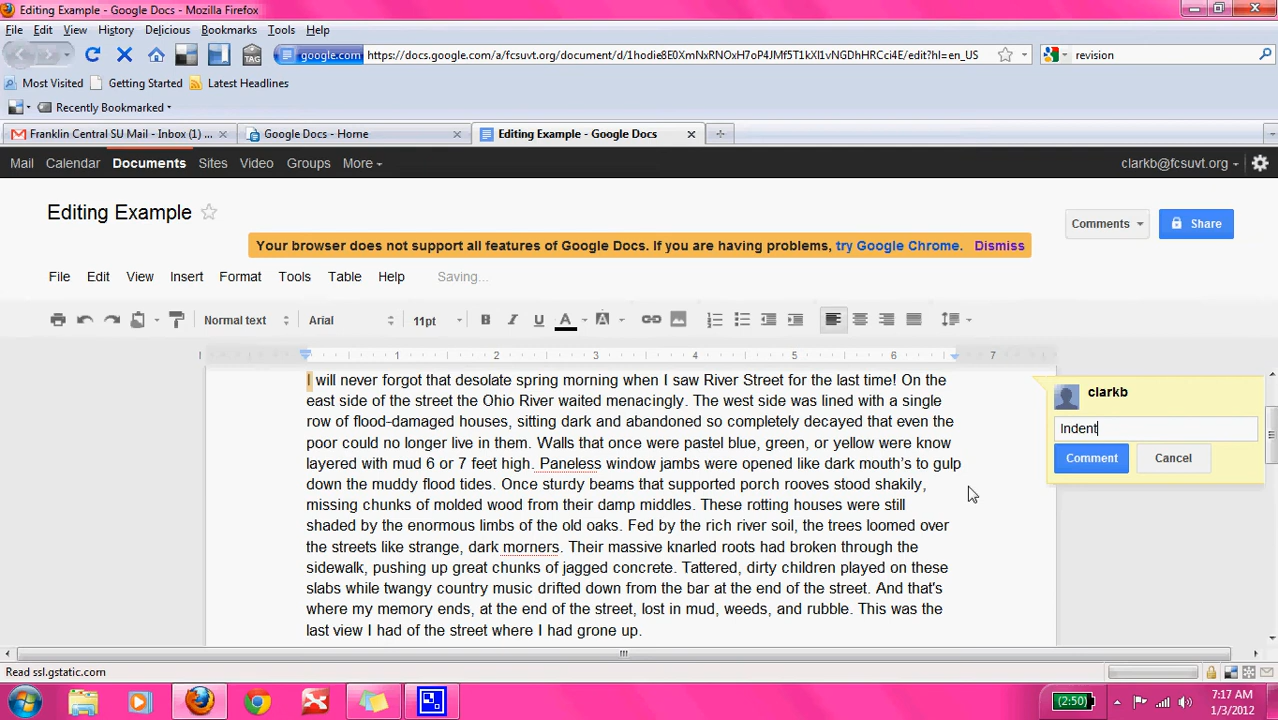 Editing Example - Google Docs - Mozilla Firefox
File Edit View History Delicious Bookmarks Tools Help
TAG google.com https://docs.google.com/a/fcsuvt.org/document/d/1hodie8E0XmNxRNOxH7oP4JMf5T1kXl1vNGDhHRCci4E/edit?hl=en_US revision
Most Visited Getting Started Latest Headlines
Recently Bookmarked
Franklin Central SU Mail - Inbox (1) ... Google Docs - Home Editing Example - Google Docs
Mail Calendar Documents Sites Video Groups More clarkb@fcsuvt.org
Editing Example Comments Share
Your browser does not support all features of Google Docs. If you are having problems, try Google Chrome. Dismiss
File Edit View Insert Format Tools Table Help Saving...
Normal text Arial 11pt B I U A A
1 2 3 4 5 6 7
I will never forgot that desolate spring morning when I saw River Street for the last time! On the
east side of the street the Ohio River waited menacingly. The west side was lined with a single
row of flood-damaged houses, sitting dark and abandoned so completely decayed that even the
poor could no longer live in them. Walls that once were pastel blue, green, or yellow were know
layered with mud 6 or 7 feet high. Paneless window jambs were opened like dark mouth's to gulp
down the muddy flood tides. Once sturdy beams that supported porch rooves stood shakily,
missing chunks of molded wood from their damp middles. These rotting houses were still
shaded by the enormous limbs of the old oaks. Fed by the rich river soil, the trees loomed over
the streets like strange, dark morners. Their massive knarled roots had broken through the
sidewalk, pushing up great chunks of jagged concrete. Tattered, dirty children played on these
slabs while twangy country music drifted down from the bar at the end of the street. And that's
where my memory ends, at the end of the street, lost in mud, weeds, and rubble. This was the
last view I had of the street where I had grone up.
clarkb
Indent
Comment Cancel
Read ssl.gstatic.com
(2:50) 7:17 AM
1/3/2012